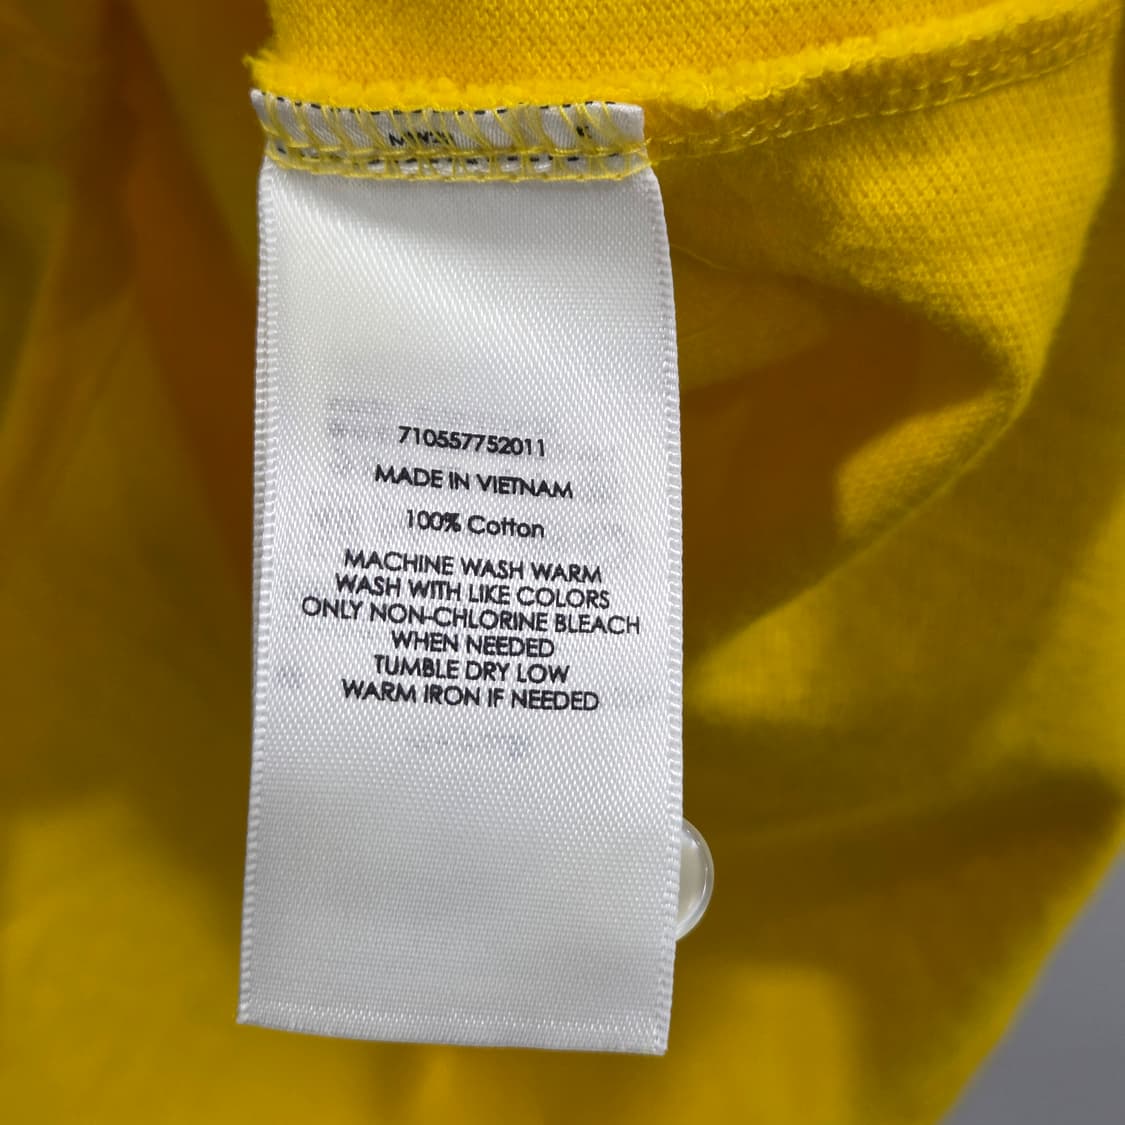 710557752011
MADE IN VIETNAM
100% Cotton
MACHINE WASH WARM
WASH WITH LIKE COLORS
ONLY NON-CHLORINE BLEACH
WHEN NEEDED
TUMBLE DRY LOW
WARM IRON IF NEEDED